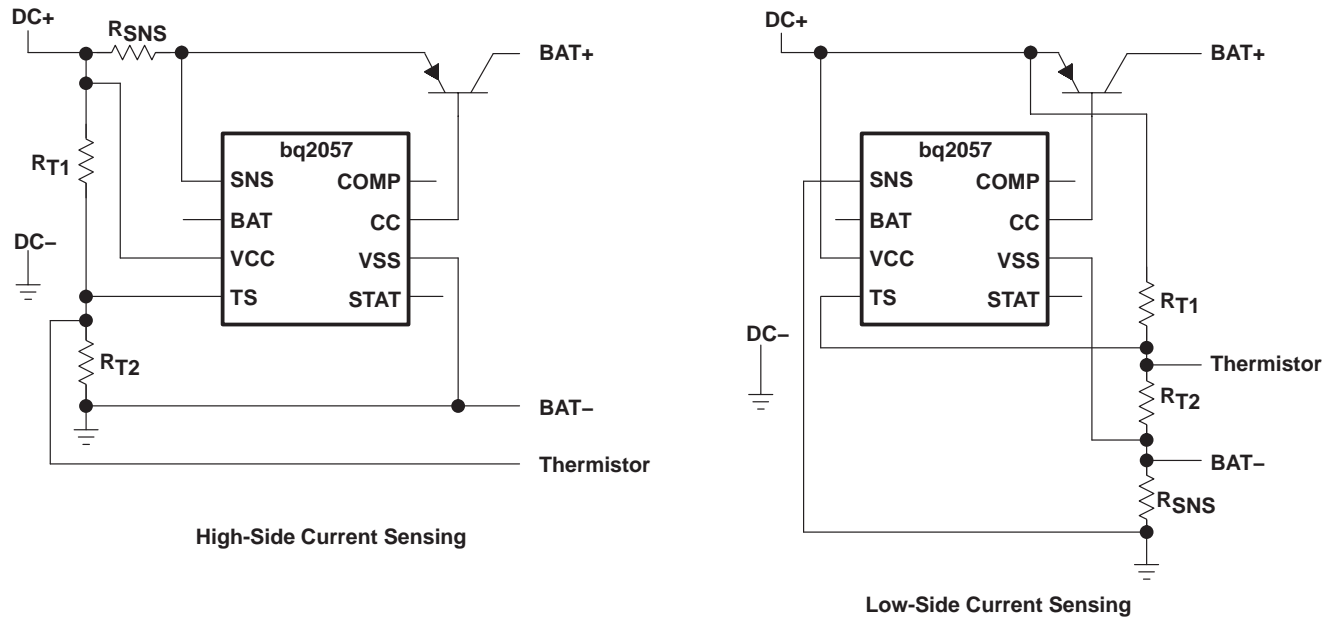 DC+
RSNS
BAT+
RT1
bq2057
SNS
COMP
BAT
CC
DC–
VCC
VSS
TS
STAT
RT2
BAT–
Thermistor
High-Side Current Sensing
DC+
BAT+
bq2057
SNS
COMP
BAT
CC
VCC
VSS
TS
STAT
RT1
DC–
Thermistor
RT2
BAT–
RSNS
Low-Side Current Sensing